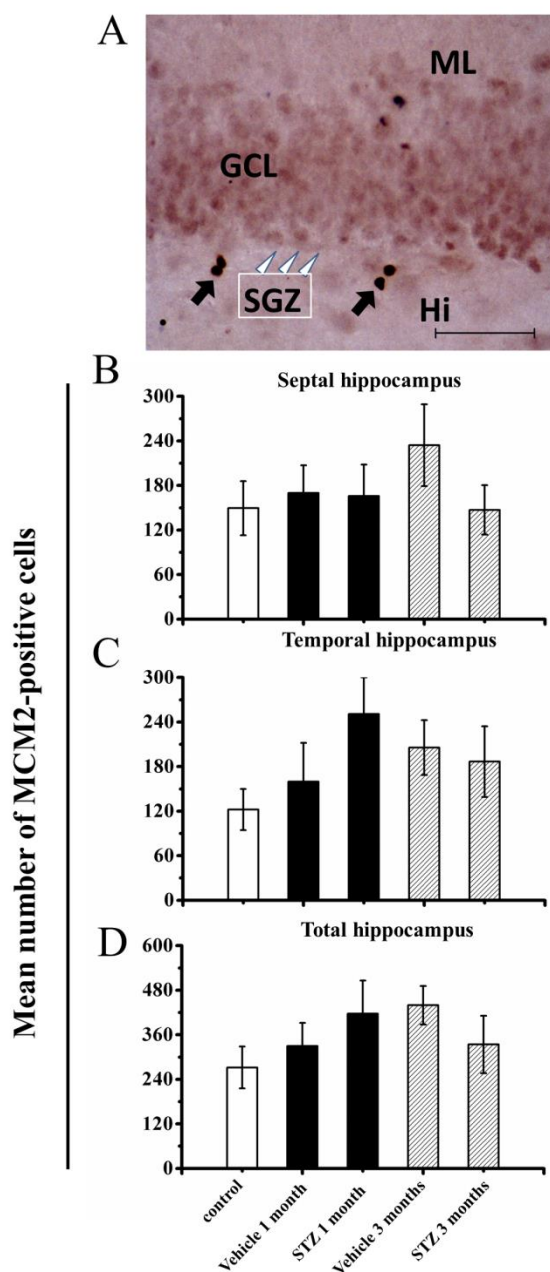 A
ML
GCL
SGZ
Hi
Mean number of MCM2-positive cells
B
Septal hippocampus
300
240
180
120
60
0
C
Temporal hippocampus
300
240
180
120
60
0
D
Total hippocampus
600
480
360
240
120
0
control
Vehicle 1 month
STZ 1 month
Vehicle 3 months
STZ 3 months